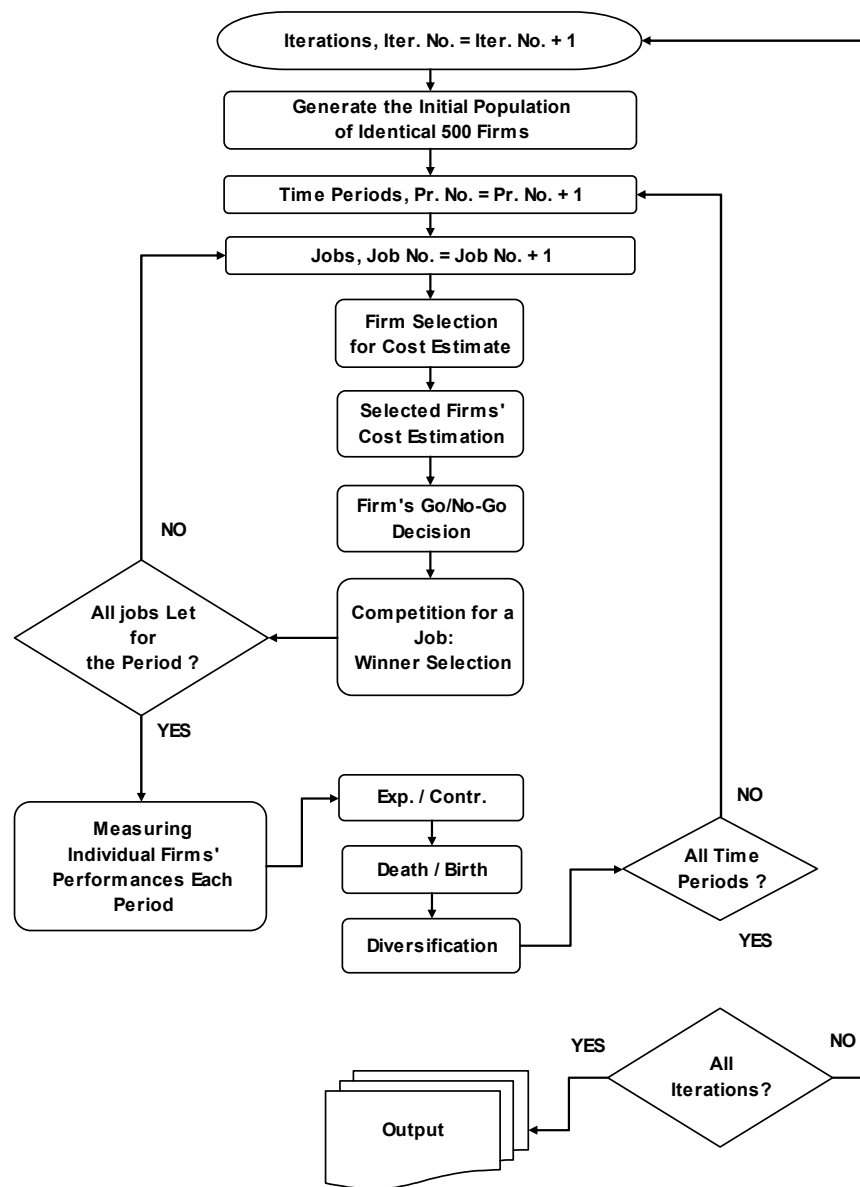 Iterations, Iter. No. = Iter. No. + 1
Generate the Initial Population
of Identical 500 Firms
Time Periods, Pr. No. = Pr. No. + 1
Jobs, Job No. = Job No. + 1
Firm Selection
for Cost Estimate
Selected Firms'
Cost Estimation
Firm's Go/No-Go
Decision
NO
All jobs Let
for
the Period ?
Competition for a
Job:
Winner Selection
YES
Measuring
Individual Firms'
Performances Each
Period
Exp. / Contr.
Death / Birth
Diversification
NO
All Time
Periods ?
YES
YES
All
Iterations?
NO
Output